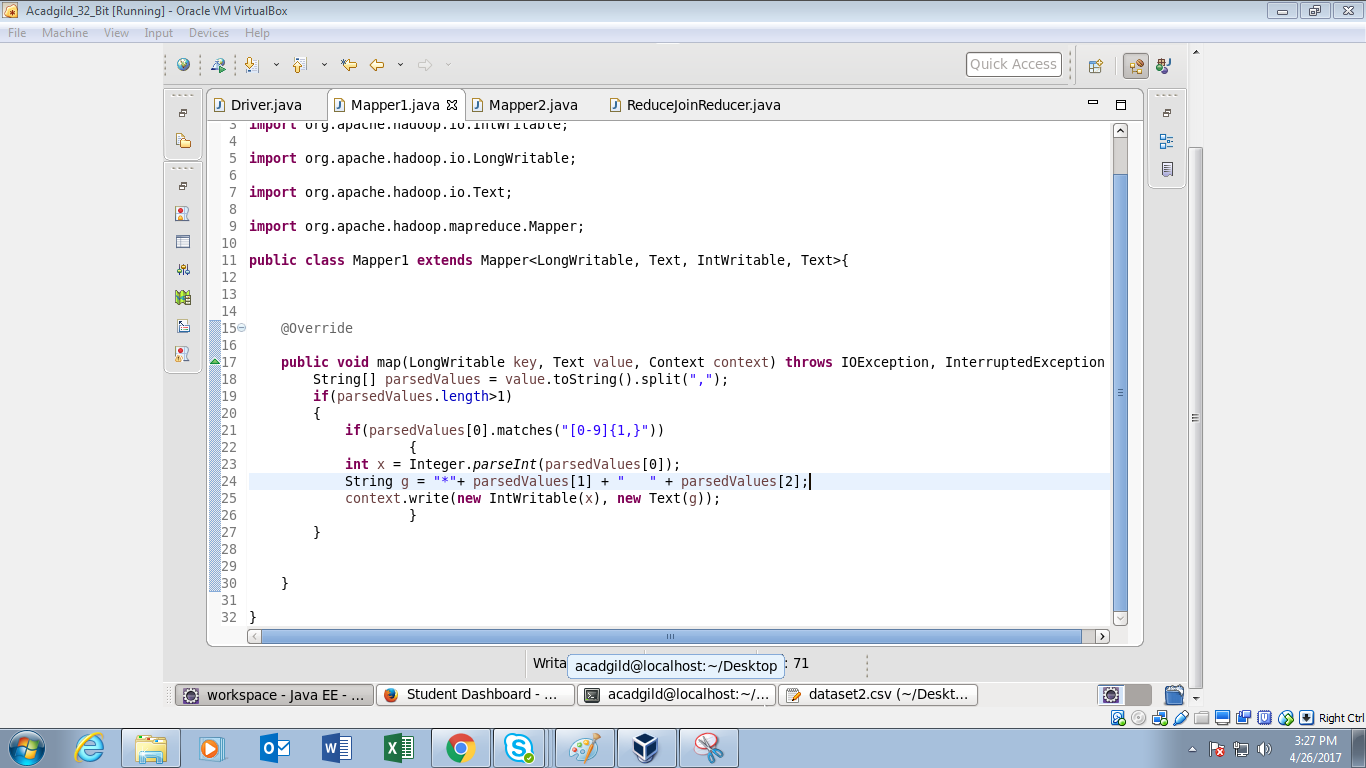 Acadgild_32_Bit [Running] - Oracle VM VirtualBox
File Machine View Input Devices Help
Quick Access
Driver.java Mapper1.java Mapper2.java ReduceJoinReducer.java
3 import org.apache.hadoop.io.IntWritable;
4
5 import org.apache.hadoop.io.LongWritable;
6
7 import org.apache.hadoop.io.Text;
8
9 import org.apache.hadoop.mapreduce.Mapper;
10
11 public class Mapper1 extends Mapper<LongWritable, Text, IntWritable, Text>{
12
13
14
15 @Override
16
17 public void map(LongWritable key, Text value, Context context) throws IOException, InterruptedException
18 String[] parsedValues = value.toString().split(",");
19 if(parsedValues.length>1)
20 {
21 if(parsedValues[0].matches("[0-9]{1,}"))
22 {
23 int x = Integer.parseInt(parsedValues[0]);
24 String g = "*"+ parsedValues[1] + "   " + parsedValues[2];
25 context.write(new IntWritable(x), new Text(g));
26 }
27 }
28
29
30 }
31
32 }
Writa : 71
acadgild@localhost:~/Desktop
workspace - Java EE - ... Student Dashboard - ... acadgild@localhost:~/... dataset2.csv (~/Deskt...
Right Ctrl
3:27 PM
4/26/2017